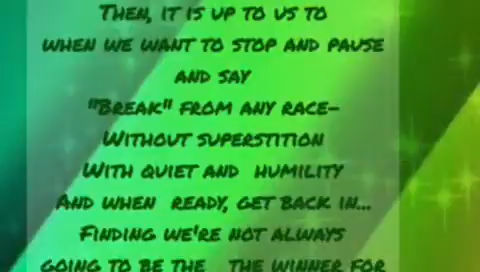 Then, it is up to us to
when we want to stop and pause
and say
"Break" from any race-
Without superstition
With quiet and humility
And when ready, get back in...
Finding we're not always
going to be the the winner for